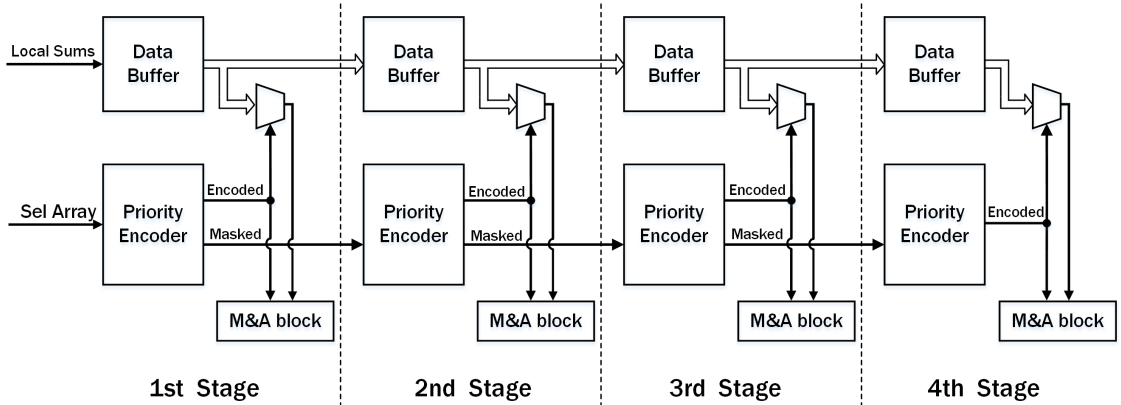 Local Sums
Data
Buffer
Data
Buffer
Data
Buffer
Data
Buffer
Sel Array
Priority
Encoder
Encoded
Masked
Priority
Encoder
Encoded
Masked
Priority
Encoder
Encoded
Masked
Priority
Encoder
Encoded
M&A block
M&A block
M&A block
M&A block
1st Stage
2nd Stage
3rd Stage
4th Stage